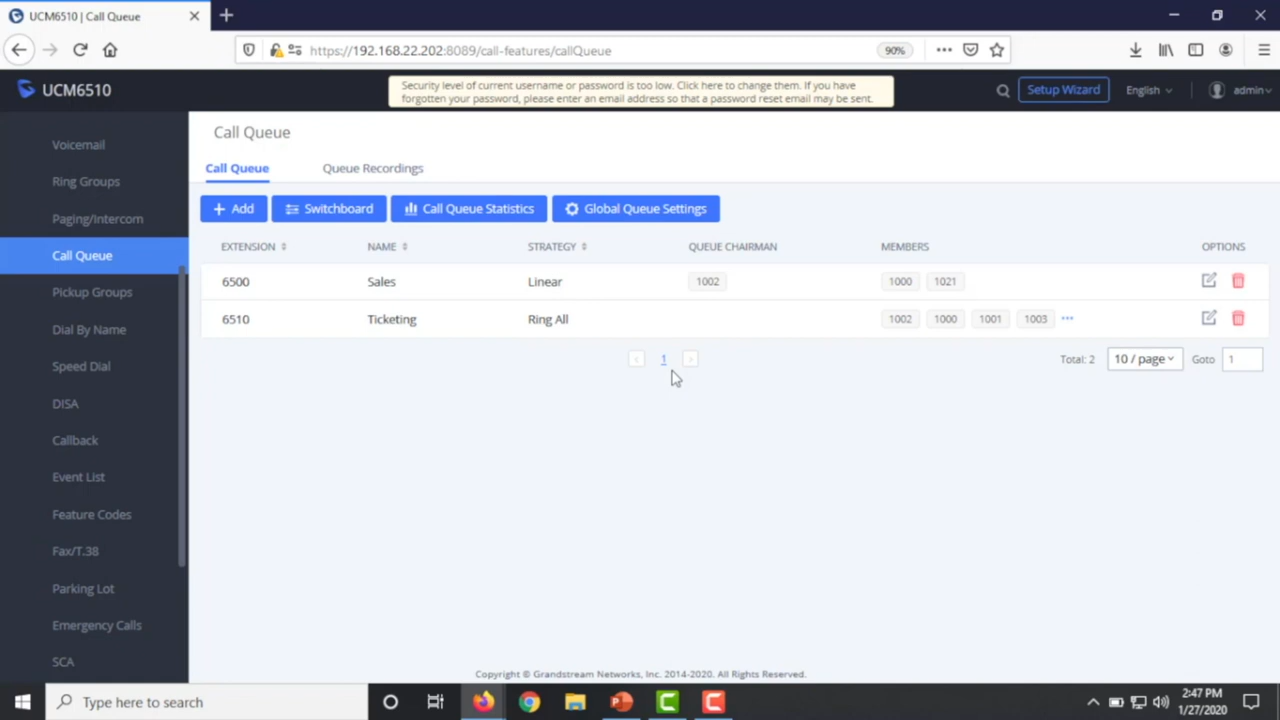 UCM6510 | Call Queue
https://192.168.22.202:8089/call-features/callQueue
90%
UCM6510
Security level of current username or password is too low. Click here to change them. If you have
forgotten your password, please enter an email address so that a password reset email may be sent.
Setup Wizard
English
admin
Voicemail
Ring Groups
Paging/Intercom
Call Queue
Pickup Groups
Dial By Name
Speed Dial
DISA
Callback
Event List
Feature Codes
Fax/T.38
Parking Lot
Emergency Calls
SCA
Call Queue
Call Queue Queue Recordings
+ Add Switchboard Call Queue Statistics Global Queue Settings
EXTENSION NAME STRATEGY QUEUE CHAIRMAN MEMBERS OPTIONS
6500 Sales Linear 1002 1000 1021
6510 Ticketing Ring All 1002 1000 1001 1003 ...
< 1 > Total: 2 10 / page Goto 1
Copyright © Grandstream Networks, Inc. 2014-2020. All Rights Reserved.
Type here to search
2:47 PM
1/27/2020